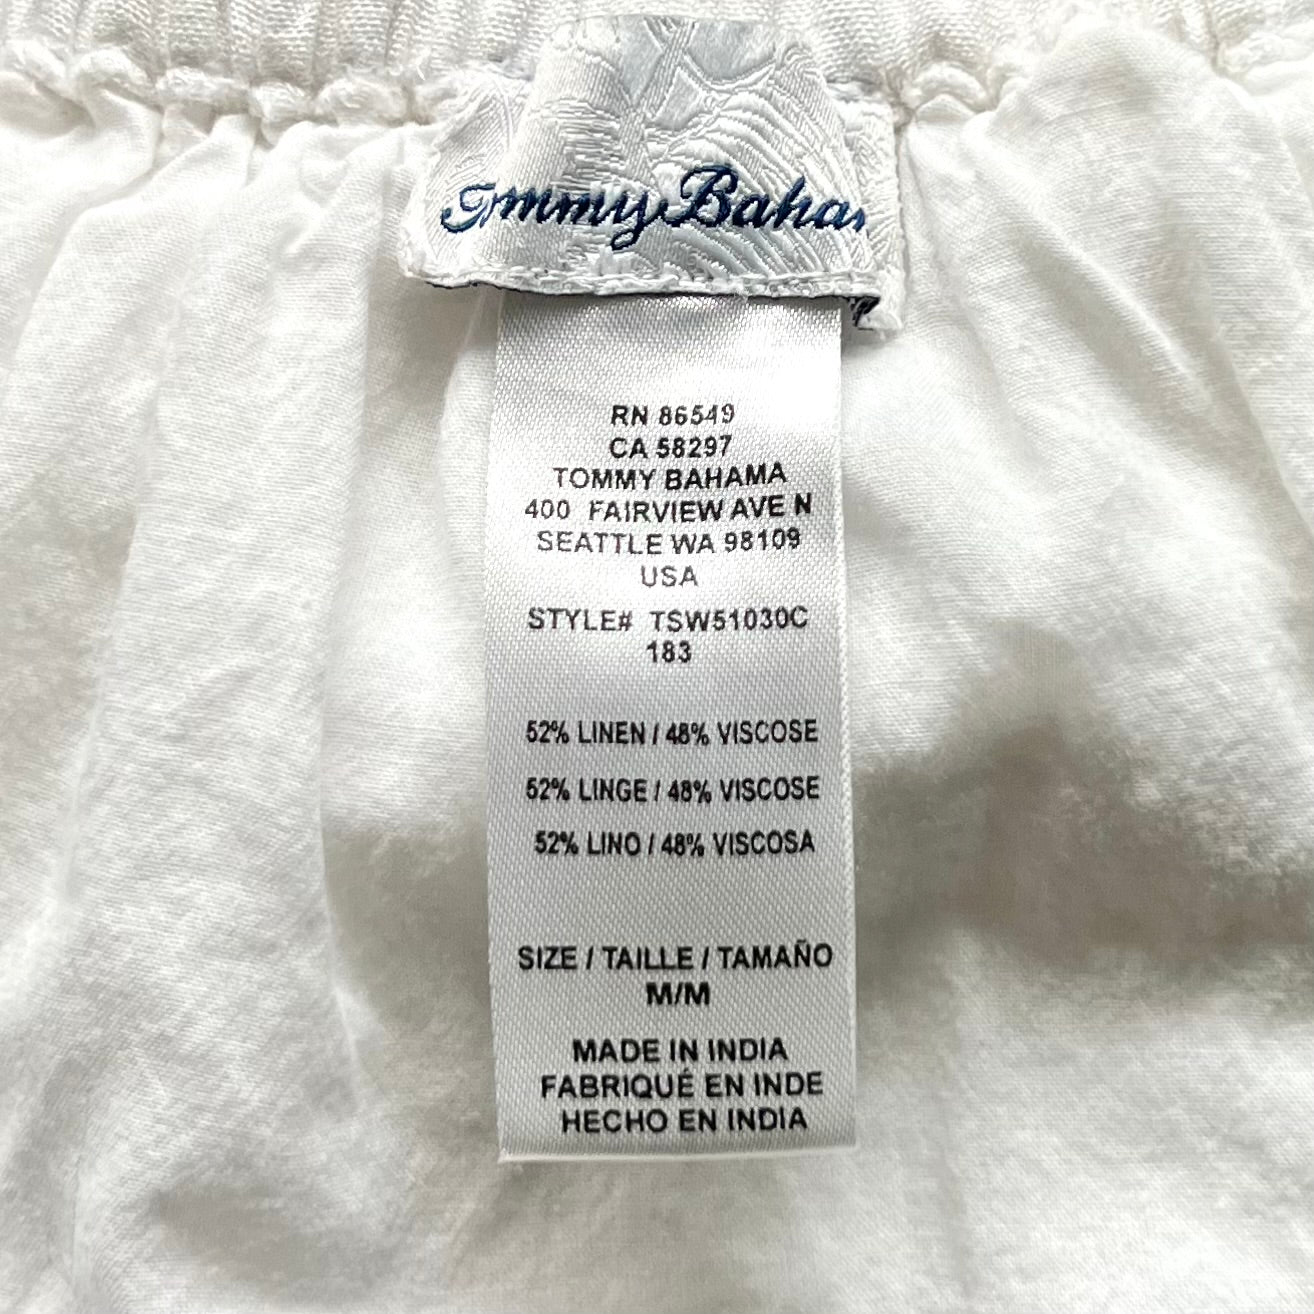 Tommy Bahama
RN 86549
CA 58297
TOMMY BAHAMA
400 FAIRVIEW AVE N
SEATTLE WA 98109
USA
STYLE# TSW51030C
183
52% LINEN / 48% VISCOSE
52% LINGE / 48% VISCOSE
52% LINO / 48% VISCOSA
SIZE / TAILLE / TAMAÑO
M/M
MADE IN INDIA
FABRIQUÉ EN INDE
HECHO EN INDIA